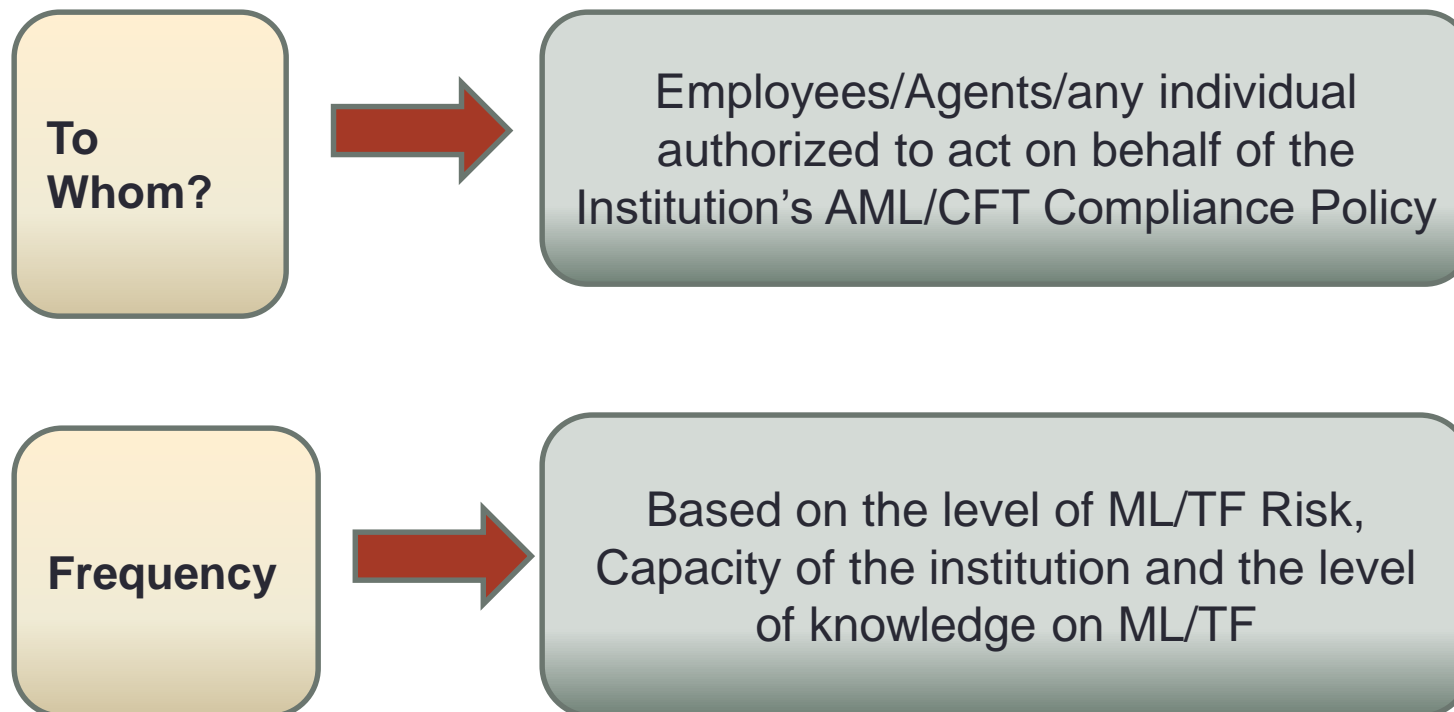 To
Whom?
Employees/Agents/any individual
authorized to act on behalf of the
Institution’s AML/CFT Compliance Policy
Frequency
Based on the level of ML/TF Risk,
Capacity of the institution and the level
of knowledge on ML/TF